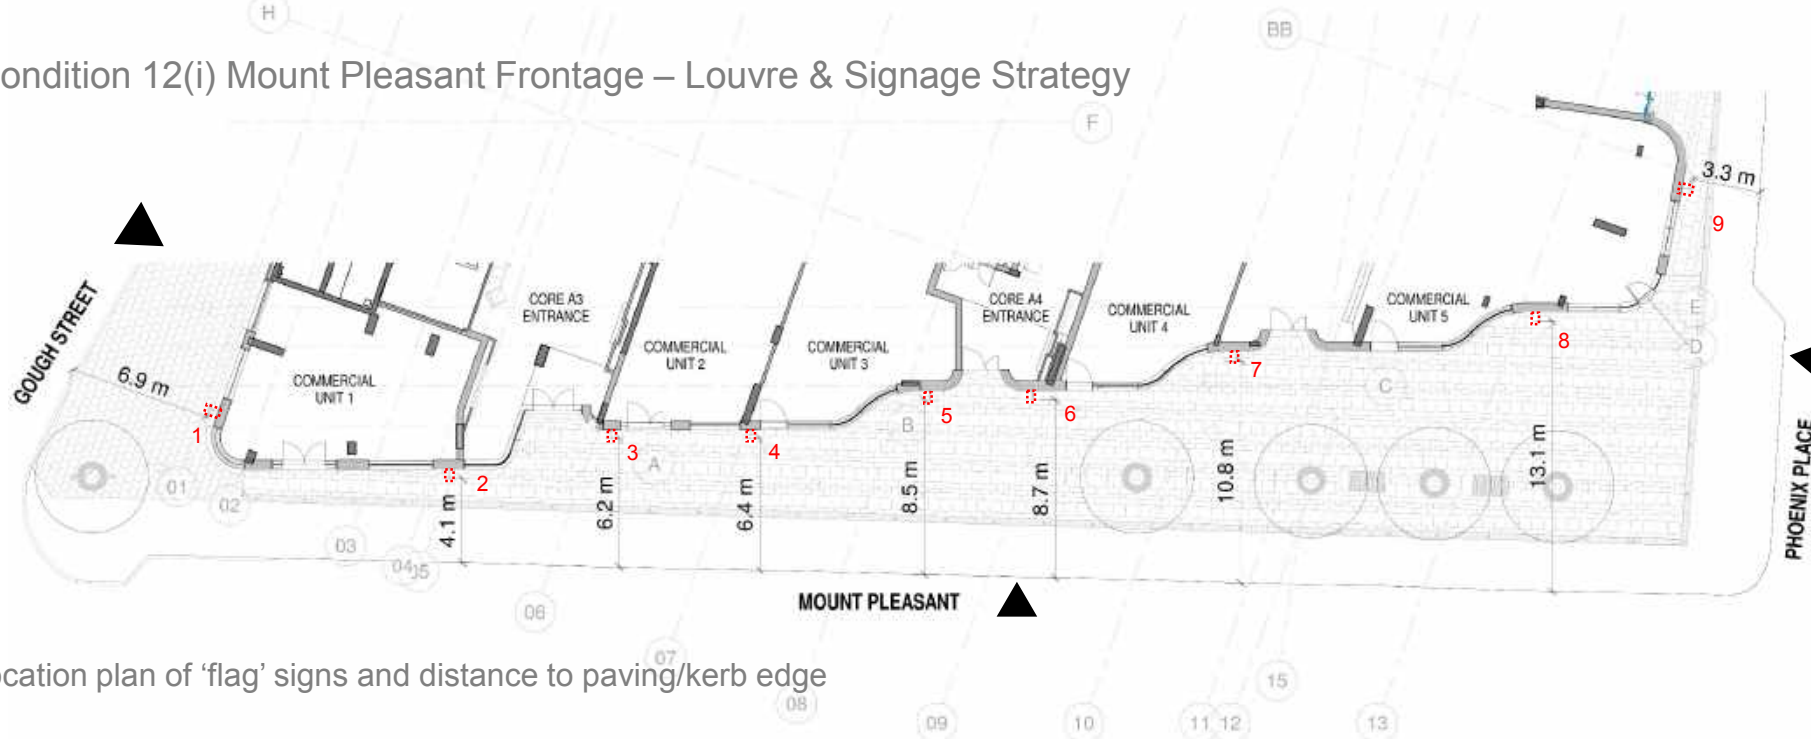 H
BB
ondition 12(i) Mount Pleasant Frontage – Louvre & Signage Strategy
F
3.3 m
9
GOUGH STREET
6.9 m
1
COMMERCIAL
UNIT 1
CORE A3
ENTRANCE
COMMERCIAL
UNIT 2
COMMERCIAL
UNIT 3
CORE A4
ENTRANCE
COMMERCIAL
UNIT 4
COMMERCIAL
UNIT 5
E
D
8
7
C
5
6
B
3
4
A
2
01
02
03
04
05
06
4.1 m
6.2 m
6.4 m
8.5 m
8.7 m
10.8 m
13.1 m
PHOENIX PLACE
MOUNT PLEASANT
07
ocation plan of ‘flag’ signs and distance to paving/kerb edge
08
09
10
11
12
15
13